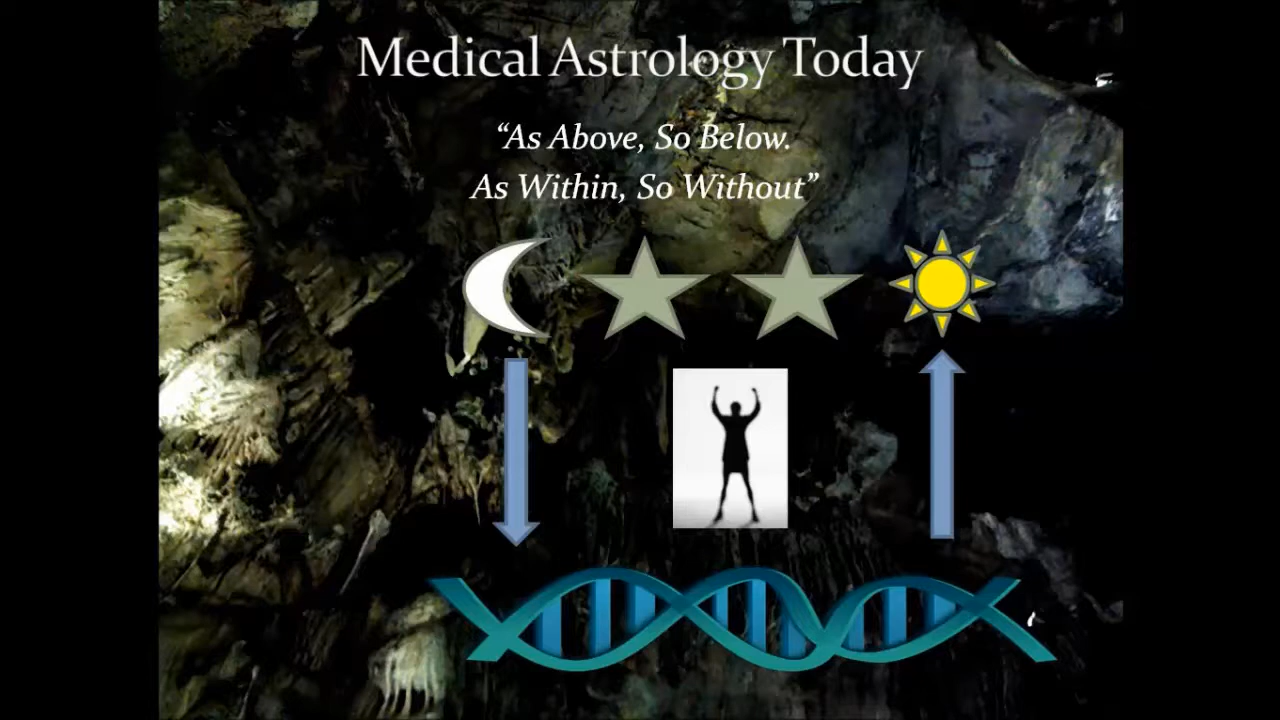 Medical Astrology Today
“As Above, So Below.
As Within, So Without”